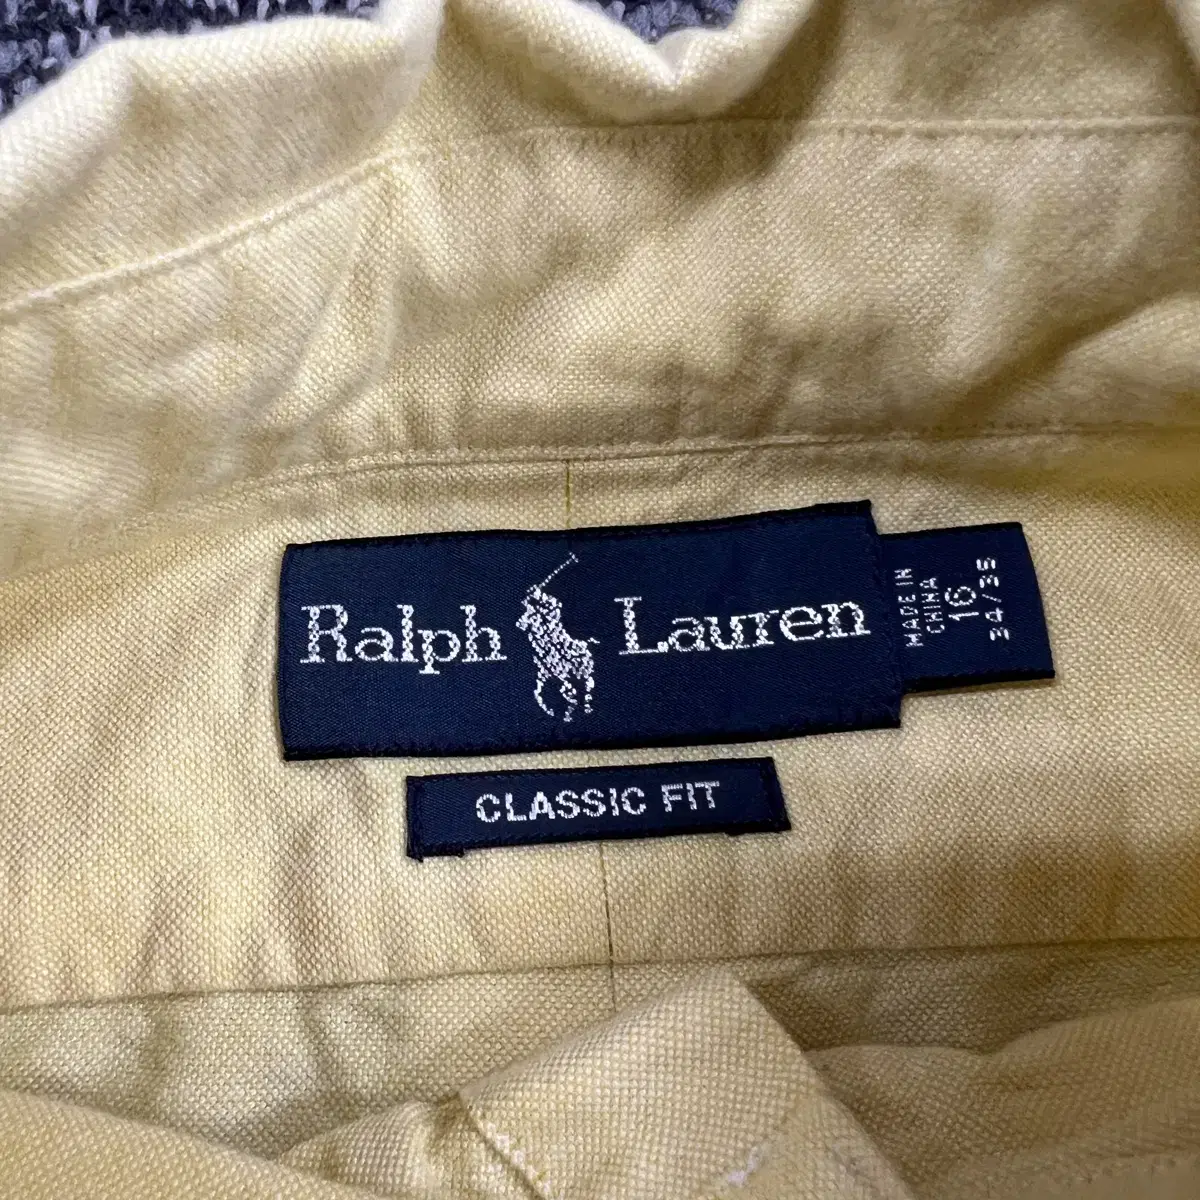 Ralph Lauren
MADE IN
CHINA
16
34/35
CLASSIC FIT